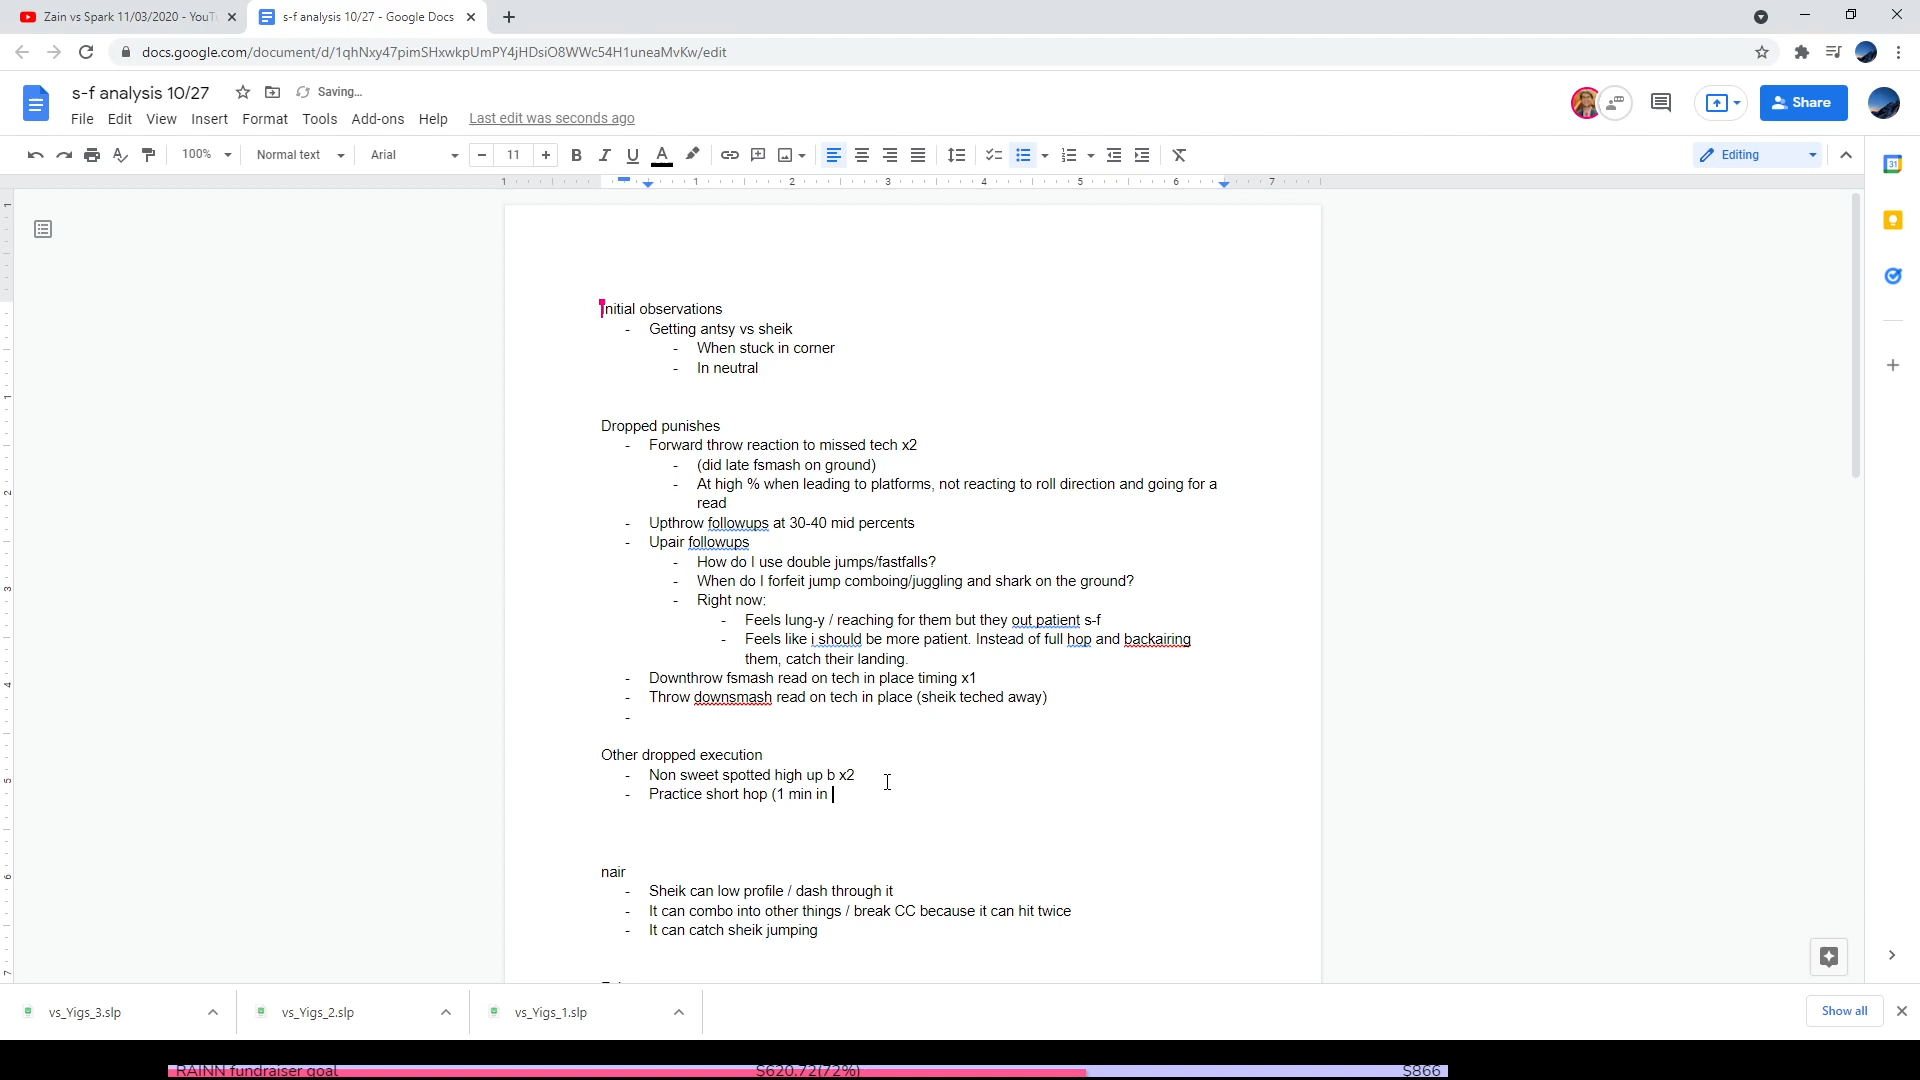 Zain vs Spark 11/03/2020 - YouT
s-f analysis 10/27 - Google Docs
docs.google.com/document/d/1qhNxy47pimSHxwkpUmPY4jHDsiO8WWc54H1uneaMvKw/edit
s-f analysis 10/27
Saving...
Share
File Edit View Insert Format Tools Add-ons Help Last edit was seconds ago
100% Normal text Arial - 11 + B I U A Editing
1 1 2 3 4 5 6 7
31
Initial observations
- Getting antsy vs sheik
- When stuck in corner
- In neutral
Dropped punishes
- Forward throw reaction to missed tech x2
- (did late fsmash on ground)
- At high % when leading to platforms, not reacting to roll direction and going for a
read
- Upthrow followups at 30-40 mid percents
- Upair followups
- How do I use double jumps/fastfalls?
- When do I forfeit jump comboing/juggling and shark on the ground?
- Right now:
- Feels lung-y / reaching for them but they out patient s-f
- Feels like i should be more patient. Instead of full hop and backairing
them, catch their landing.
- Downthrow fsmash read on tech in place timing x1
- Throw downsmash read on tech in place (sheik teched away)
-
Other dropped execution
- Non sweet spotted high up b x2
- Practice short hop (1 min in
nair
- Sheik can low profile / dash through it
- It can combo into other things / break CC because it can hit twice
- It can catch sheik jumping
vs_Yigs_3.slp
vs_Yigs_2.slp
vs_Yigs_1.slp
Show all
RAINN fundraiser goal $620.72(72%) $866